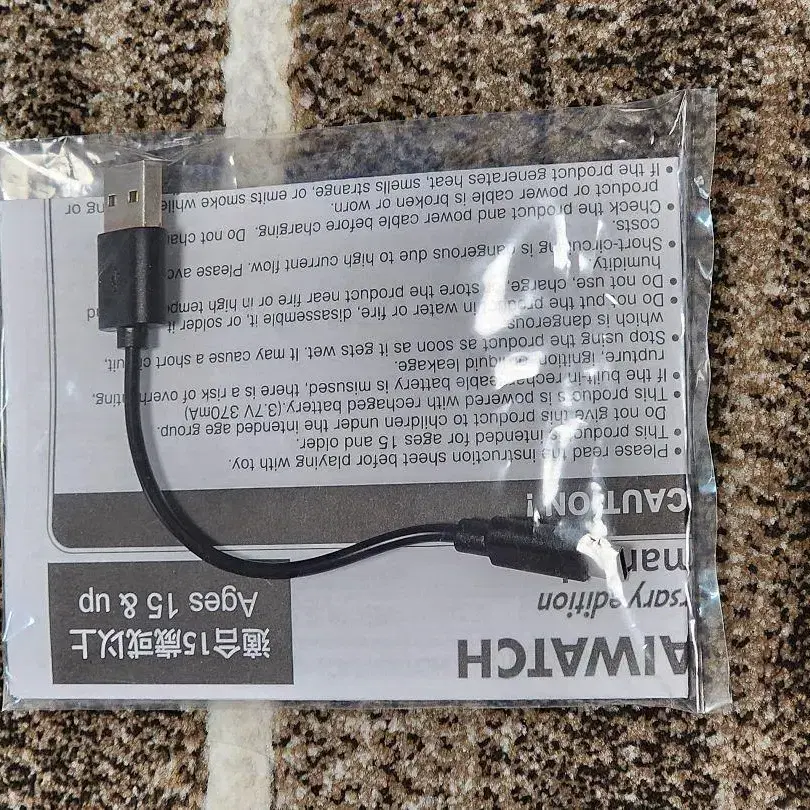 AIWATCH
rsary edition
適合15歲或以上
Ages 15 & up
CAUTION!
• Please read the instruction sheet befor playing with toy.
• This product is intended for ages 15 and older.
Do not give this product to children under the intended age group.
• This product s is powered with rechaged battery,(3.7V 370mA)
• If the built-in rechargeable battery is misused, there is a risk of overheating,
rupture, ignition or liquid leakage.
• Stop using the product as soon as it gets wet. It may cause a short circuit,
which is dangerous.
• Do not put the product in water or fire, disassemble it, or solder it
• Do not use, charge, or store the product near fire or in high temp
humidity.
• Short-circuiting is dangerous due to high current flow. Please avo
costs.
• Check the product and power cable before charging. Do not cha
product or power cable is broken or worn.
• If the product generates heat, smells strange, or emits smoke while or